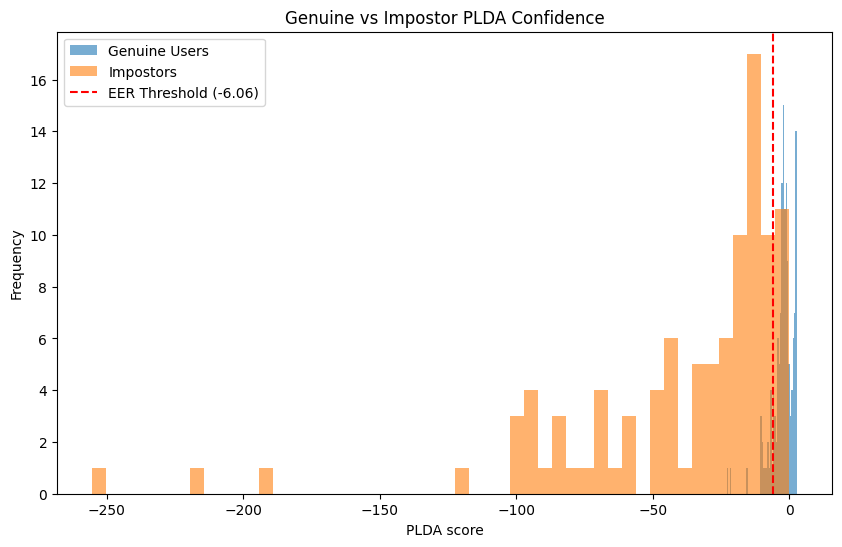 Genuine vs Impostor PLDA Confidence
Genuine Users
Impostors
EER Threshold (-6.06)
Frequency
16
14
12
10
8
6
4
2
0
−250
−200
−150
−100
−50
0
PLDA score